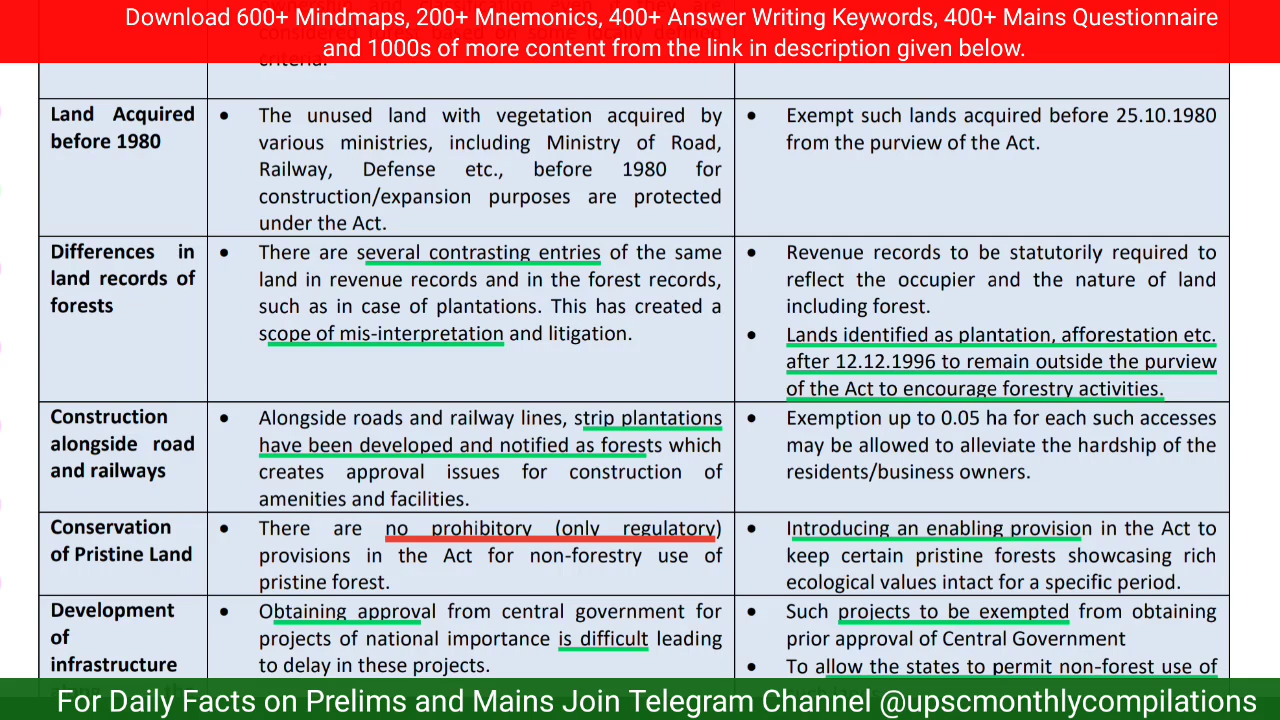 Download 600+ Mindmaps, 200+ Mnemonics, 400+ Answer Writing Keywords, 400+ Mains Questionnaire
and 1000s of more content from the link in description given below.
criteria.
Land Acquired
before 1980
• The unused land with vegetation acquired by
various ministries, including Ministry of Road,
Railway, Defense etc., before 1980 for
construction/expansion purposes are protected
under the Act.
• Exempt such lands acquired before 25.10.1980
from the purview of the Act.
Differences in
land records of
forests
• There are several contrasting entries of the same
land in revenue records and in the forest records,
such as in case of plantations. This has created a
scope of mis-interpretation and litigation.
• Revenue records to be statutorily required to
reflect the occupier and the nature of land
including forest.
• Lands identified as plantation, afforestation etc.
after 12.12.1996 to remain outside the purview
of the Act to encourage forestry activities.
Construction
alongside road
and railways
• Alongside roads and railway lines, strip plantations
have been developed and notified as forests which
creates approval issues for construction of
amenities and facilities.
• Exemption up to 0.05 ha for each such accesses
may be allowed to alleviate the hardship of the
residents/business owners.
Conservation
of Pristine Land
• There are no prohibitory (only regulatory)
provisions in the Act for non-forestry use of
pristine forest.
• Introducing an enabling provision in the Act to
keep certain pristine forests showcasing rich
ecological values intact for a specific period.
Development
of
infrastructure
• Obtaining approval from central government for
projects of national importance is difficult leading
to delay in these projects.
• Such projects to be exempted from obtaining
prior approval of Central Government
• To allow the states to permit non-forest use of
For Daily Facts on Prelims and Mains Join Telegram Channel @upscmonthlycompilations